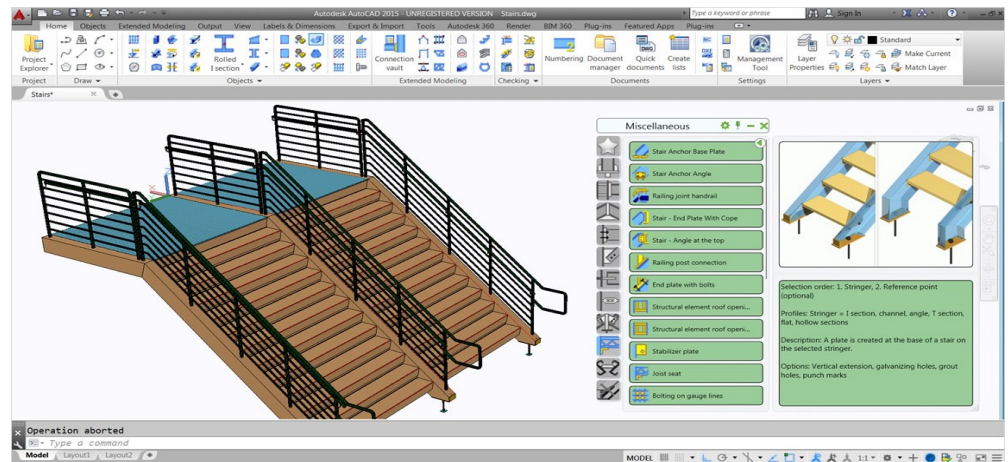 Autodesk AutoCAD 2015 - UNREGISTERED VERSION Stairs.dwg
Type a keyword or phrase
Sign In
Home Objects Extended Modeling Output View Labels & Dimensions Export & Import Tools Autodesk 360 Render BIM 360 Plug-ins Featured Apps Plug-ins
Project Explorer
Rolled I section
Connection vault
Numbering
Document manager
Quick documents
Create lists
Management Tool
Layer Properties
Standard
Make Current
Match Layer
Project Draw Objects Extended Modeling Checking Documents Settings Layers
Stairs*
Miscellaneous
Stair Anchor Base Plate
Stair Anchor Angle
Railing joint handrail
Stair - End Plate With Cope
Stair - Angle at the top
Railing post connection
End plate with bolts
Structural element roof openi...
Structural element roof openi...
Stabilizer plate
Joist seat
Bolting on gauge lines
Selection order: 1. Stringer, 2. Reference point
(optional)
Profiles: Stringer = I section, channel, angle, T section,
flat, hollow sections
Description: A plate is created at the base of a stair on
the selected stringer.
Options: Vertical extension, galvanizing holes, grout
holes, punch marks
Operation aborted
Type a command
Model Layout1 Layout2
MODEL
1:1